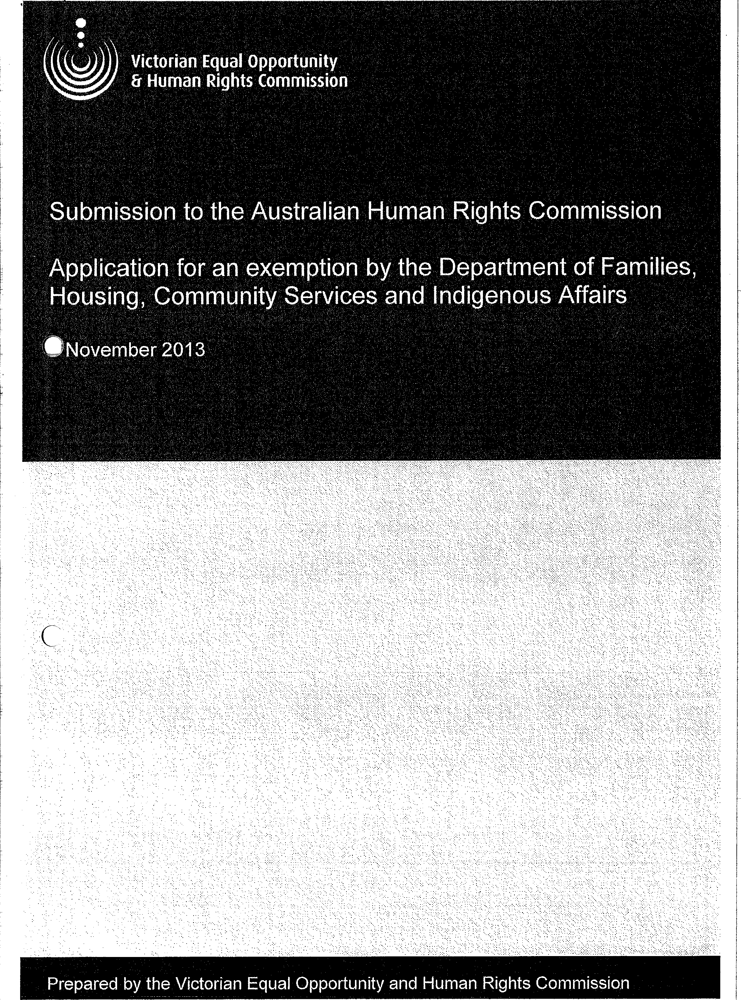 Victorian Equal Opportunity
& Human Rights Commission
Submission to the Australian Human Rights Commission
Application for an exemption by the Department of Families,
Housing, Community Services and Indigenous Affairs
November 2013
Prepared by the Victorian Equal Opportunity and Human Rights Commission